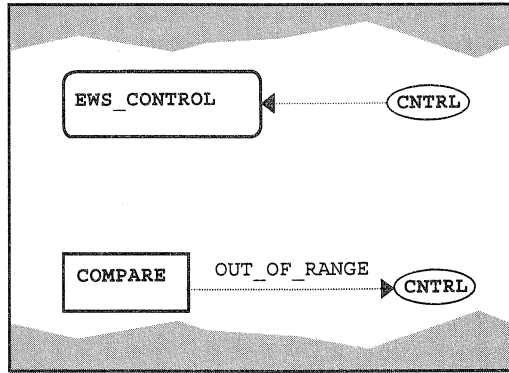 EWS_CONTROL
CNTRL
COMPARE
OUT_OF_RANGE
CNTRL